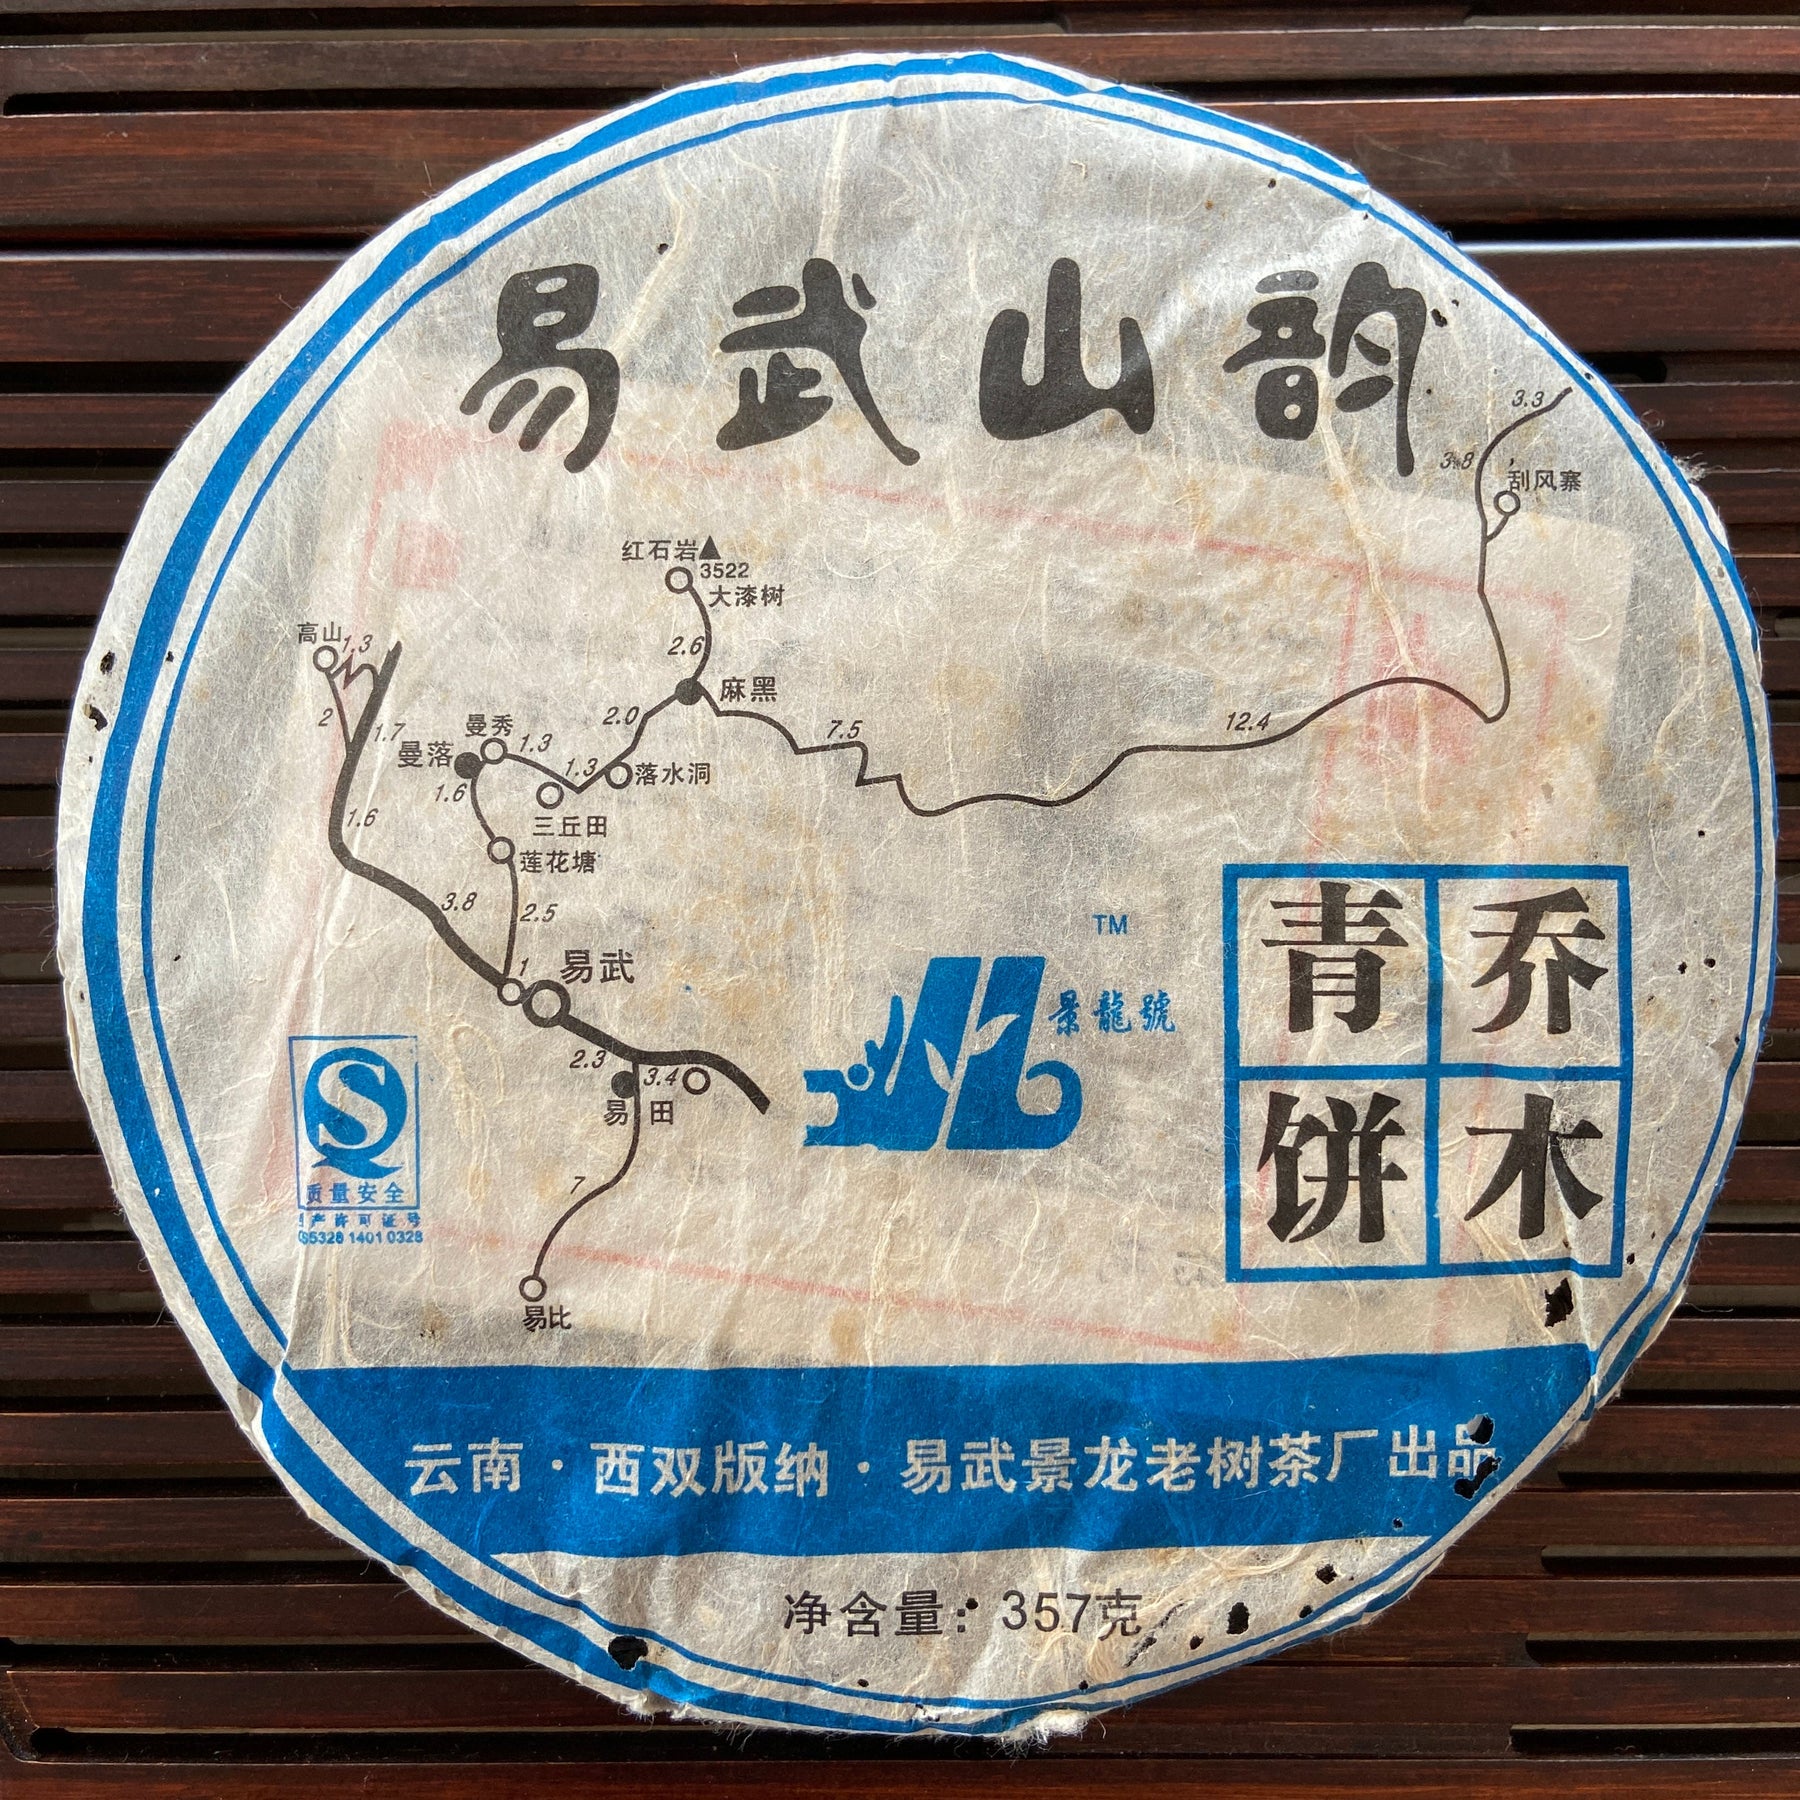 易武山韵
3.3
3.8
刮风寨
红石岩
3522
大漆树
高山
1.3
2.6
麻黑
2
1.7
曼秀
2.0
7.5
12.4
曼落
1.3
1.3
落水洞
1.6
1.6
三丘田
莲花塘
3.8
2.5
1
易武
TM
景龍號
乔木
青饼
2.3
3.4
易田
7
易比
质量安全
产许可证号
5328 1401 0328
云南·西双版纳·易武景龙老树茶厂出品
净含量：357克